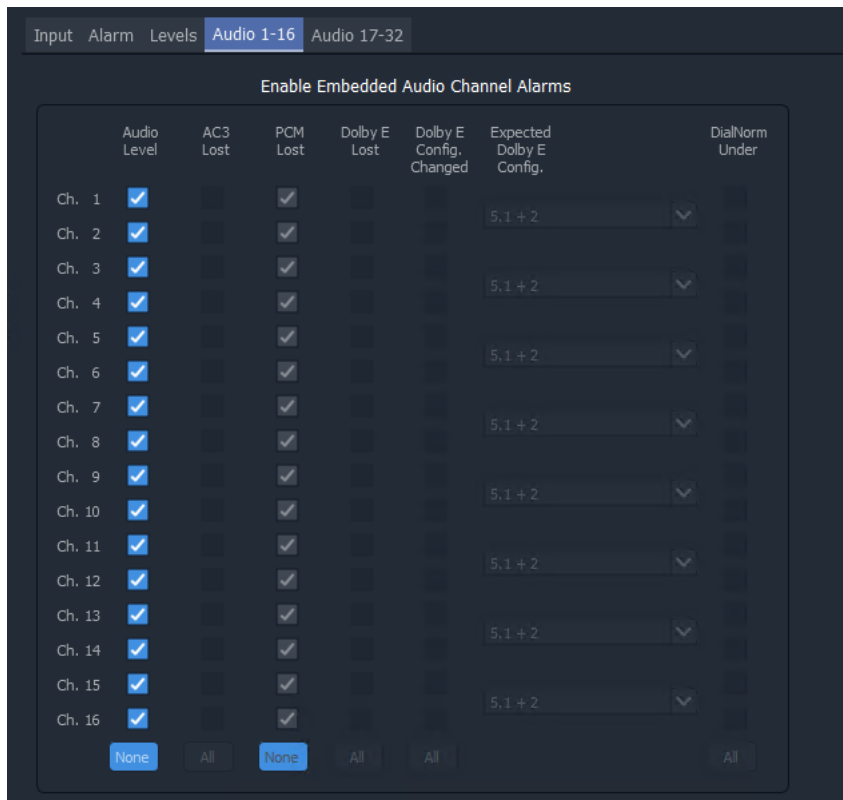 Input Alarm Levels Audio 1-16 Audio 17-32
Enable Embedded Audio Channel Alarms
Audio Level AC3 Lost PCM Lost Dolby E Lost Dolby E Config. Changed Expected Dolby E Config. DialNorm Under
Ch. 1
5.1 + 2
Ch. 2
Ch. 3
5.1 + 2
Ch. 4
Ch. 5
5.1 + 2
Ch. 6
Ch. 7
5.1 + 2
Ch. 8
Ch. 9
5.1 + 2
Ch. 10
Ch. 11
5.1 + 2
Ch. 12
Ch. 13
5.1 + 2
Ch. 14
Ch. 15
5.1 + 2
Ch. 16
None All None All All All